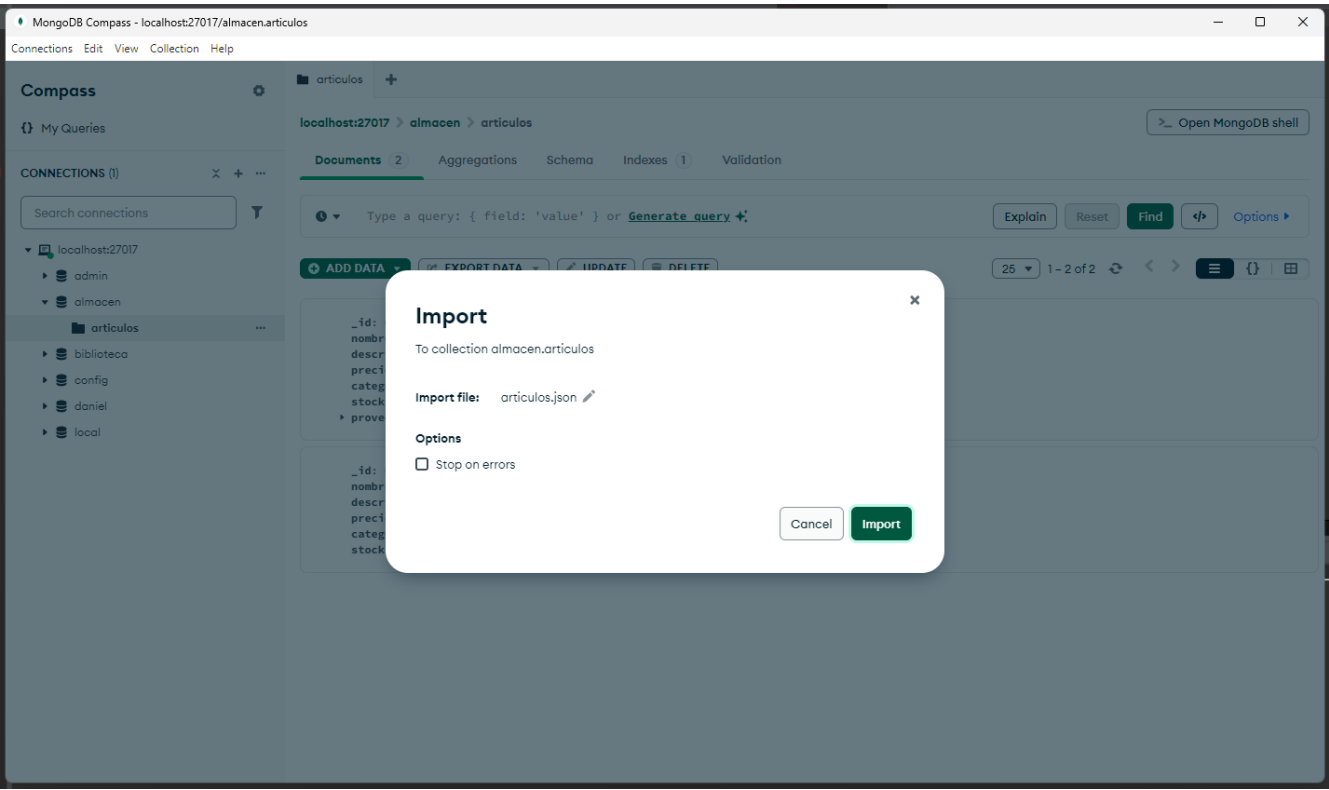 MongoDB Compass - localhost:27017/almacen.articulos
Connections Edit View Collection Help
Compass
{} My Queries
CONNECTIONS (1)
Search connections
localhost:27017
admin
almacen
articulos
biblioteca
config
daniel
local
articulos
localhost:27017 > almacen > articulos
>_ Open MongoDB shell
Documents 2 Aggregations Schema Indexes 1 Validation
Type a query: { field: 'value' } or Generate query
Explain Reset Find </> Options
ADD DATA EXPORT DATA UPDATE DELETE
25 1 – 2 of 2 {}
_id:
nombr
descr
preci
categ
stock
prove
_id:
nombr
descr
preci
categ
stock
Import
To collection almacen.articulos
Import file: articulos.json
Options
Stop on errors
Cancel Import